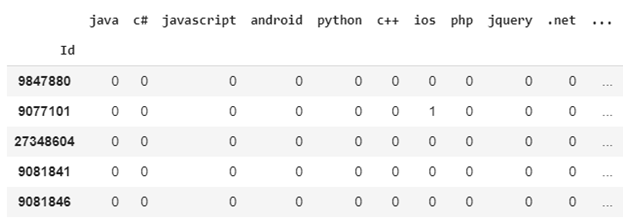 java c# javascript android python c++ ios php jquery .net ...
Id
9847880 0 0 0 0 0 0 0 0 0 0 ...
9077101 0 0 0 0 0 0 1 0 0 0 ...
27348604 0 0 0 0 0 0 0 0 0 0 ...
9081841 0 0 0 0 0 0 0 0 0 0 ...
9081846 0 0 0 0 0 0 0 0 0 0 ...